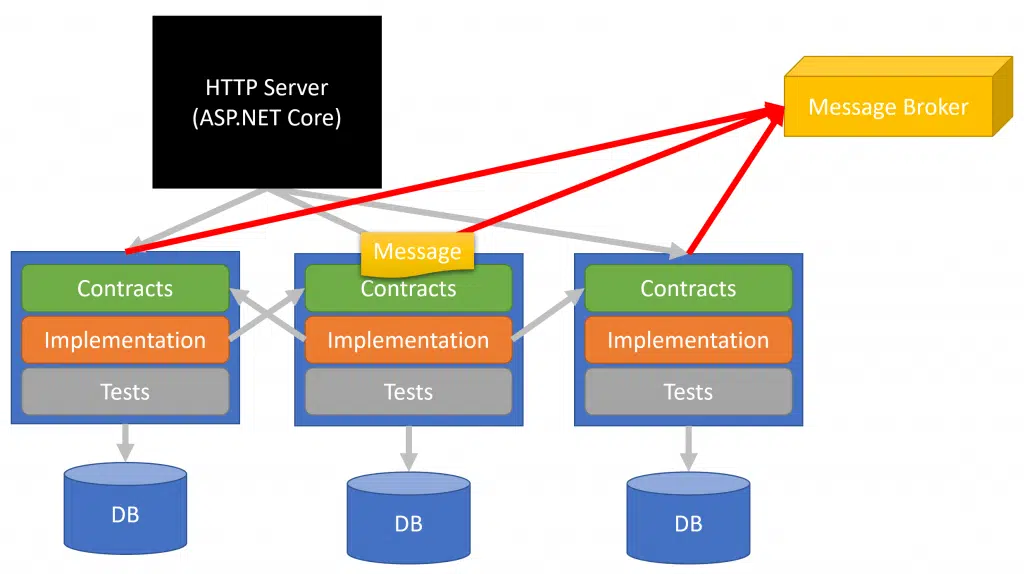 HTTP Server
(ASP.NET Core)
Message Broker
Message
Contracts
Implementation
Tests
DB
Contracts
Implementation
Tests
DB
Contracts
Implementation
Tests
DB